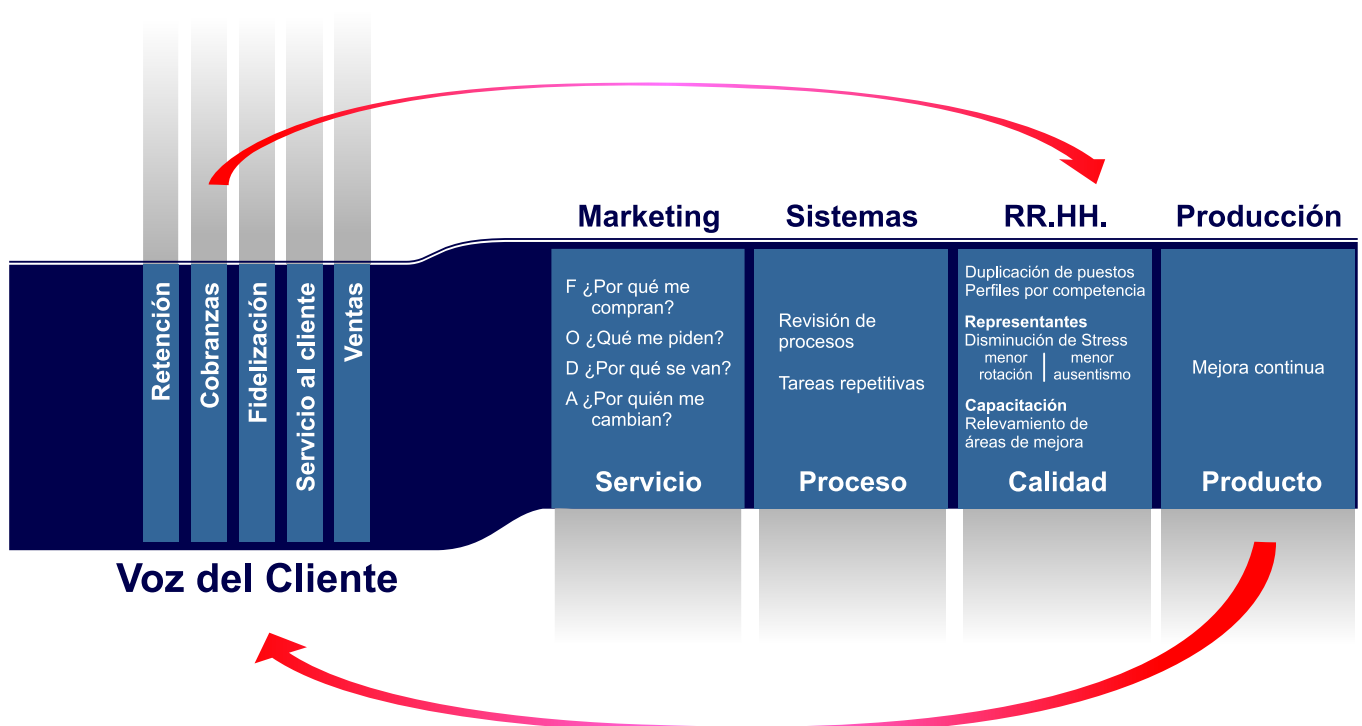 Retención
Cobranzas
Fidelización
Servicio al cliente
Ventas
Voz del Cliente
Marketing
F ¿Por qué me
compran?
O ¿Qué me piden?
D ¿Por qué se van?
A ¿Por quién me
cambian?
Servicio
Sistemas
Revisión de
procesos
Tareas repetitivas
Proceso
RR.HH.
Duplicación de puestos
Perfiles por competencia
Representantes
Disminución de Stress
menor
rotación
menor
ausentismo
Capacitación
Relevamiento de
áreas de mejora
Calidad
Producción
Mejora continua
Producto